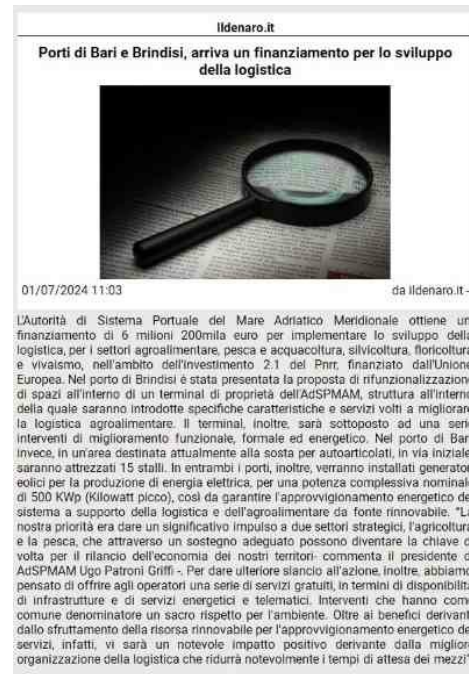 Ildenaro.it
Porti di Bari e Brindisi, arriva un finanziamento per lo sviluppo
della logistica
01/07/2024 11:03
da ildenaro.it -
L'Autorità di Sistema Portuale del Mare Adriatico Meridionale ottiene un
finanziamento di 6 milioni 200mila euro per implementare lo sviluppo della
logistica, per i settori agroalimentare, pesca e acquacoltura, silvicoltura, floricoltura
e vivaismo, nell'ambito dell'investimento 2.1 del Pnrr, finanziato dall'Unione
Europea. Nel porto di Brindisi è stata presentata la proposta di rifunzionalizzazione
di spazi all'interno di un terminal di proprietà dell'AdSPMAM, struttura all'interno
della quale saranno introdotte specifiche caratteristiche e servizi volti a migliorar
la logistica agroalimentare. Il terminal, inoltre, sarà sottoposto ad una seri
interventi di miglioramento funzionale, formale ed energetico. Nel porto di Bar
invece, in un'area destinata attualmente alla sosta per autoarticolati, in via iniziale
saranno attrezzati 15 stalli. In entrambi i porti, inoltre, verranno installati generator
eolici per la produzione di energia elettrica, per una potenza complessiva nominal
di 500 KWp (Kilowatt picco), così da garantire l'approvvigionamento energetico de
sistema a supporto della logistica e dell'agroalimentare da fonte rinnovabile. "La
nostra priorità era dare un significativo impulso a due settori strategici, l'agricoltur
e la pesca, che attraverso un sostegno adeguato possono diventare la chiave d
volta per il rilancio dell'economia dei nostri territori- commenta il presidente d
AdSPMAM Ugo Patroni Griffi -. Per dare ulteriore slancio all'azione, inoltre, abbiamo
pensato di offrire agli operatori una serie di servizi gratuiti, in termini di disponibilit
di infrastrutture e di servizi energetici e telematici. Interventi che hanno com
comune denominatore un sacro rispetto per l'ambiente. Oltre ai benefici derivant
dallo sfruttamento della risorsa rinnovabile per l'approvvigionamento energetico de
servizi, infatti, vi sarà un notevole impatto positivo derivante dalla miglior
organizzazione della logistica che ridurrà notevolmente i tempi di attesa dei mezzi"